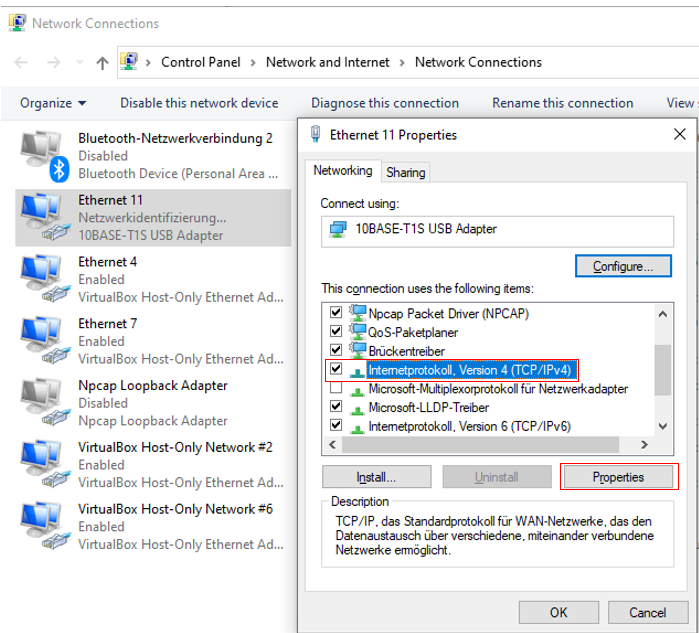 Network Connections
Control Panel > Network and Internet > Network Connections
Organize Disable this network device Diagnose this connection Rename this connection View
Bluetooth-Netzwerkverbindung 2
Disabled
Bluetooth Device (Personal Area ...
Ethernet 11
Netzwerkidentifizierung...
10BASE-T1S USB Adapter
Ethernet 4
Enabled
VirtualBox Host-Only Ethernet Ad...
Ethernet 7
Enabled
VirtualBox Host-Only Ethernet Ad...
Npcap Loopback Adapter
Disabled
Npcap Loopback Adapter
VirtualBox Host-Only Network #2
Enabled
VirtualBox Host-Only Ethernet Ad...
VirtualBox Host-Only Network #6
Enabled
VirtualBox Host-Only Ethernet Ad...
Ethernet 11 Properties
Networking Sharing
Connect using:
10BASE-T1S USB Adapter
Configure...
This connection uses the following items:
Npcap Packet Driver (NPCAP)
QoS-Paketplaner
Brückentreiber
Internetprotokoll, Version 4 (TCP/IPv4)
Microsoft-Multiplexorprotokoll für Netzwerkadapter
Microsoft-LLDP-Treiber
Internetprotokoll, Version 6 (TCP/IPv6)
Install... Uninstall Properties
Description
TCP/IP, das Standardprotokoll für WAN-Netzwerke, das den
Datenaustausch über verschiedene, miteinander verbundene
Netzwerke ermöglicht.
OK Cancel